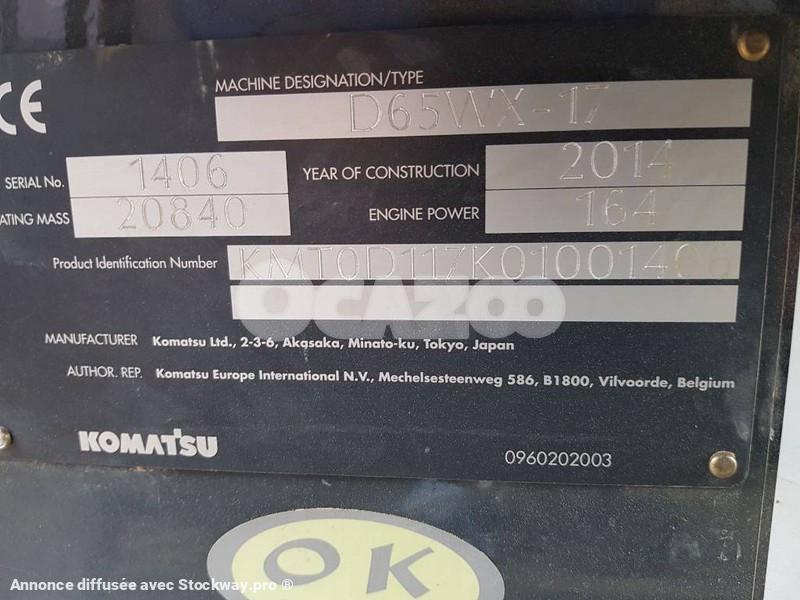 CE
MACHINE DESIGNATION/TYPE D65WX-17
SERIAL No. 1406 YEAR OF CONSTRUCTION 2014
ATING MASS 20840 ENGINE POWER 164
Product Identification Number KMT0D117K01001406
OCAZOO
MANUFACTURER Komatsu Ltd., 2-3-6, Akasaka, Minato-ku, Tokyo, Japan
AUTHOR. REP. Komatsu Europe International N.V., Mechelsesteenweg 586, B1800, Vilvoorde, Belgium
KOMATSU 0960202003
OK
Annonce diffusée avec Stockway.pro ®